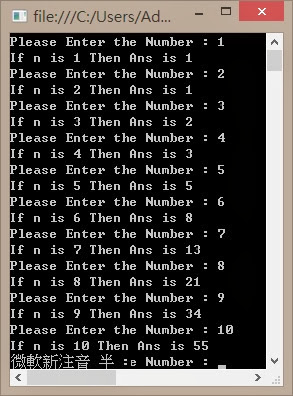 file:///C:/Users/Ad...
Please Enter the Number : 1
If n is 1 Then Ans is 1
Please Enter the Number : 2
If n is 2 Then Ans is 1
Please Enter the Number : 3
If n is 3 Then Ans is 2
Please Enter the Number : 4
If n is 4 Then Ans is 3
Please Enter the Number : 5
If n is 5 Then Ans is 5
Please Enter the Number : 6
If n is 6 Then Ans is 8
Please Enter the Number : 7
If n is 7 Then Ans is 13
Please Enter the Number : 8
If n is 8 Then Ans is 21
Please Enter the Number : 9
If n is 9 Then Ans is 34
Please Enter the Number : 10
If n is 10 Then Ans is 55
微軟新注音 半 :e Number : _